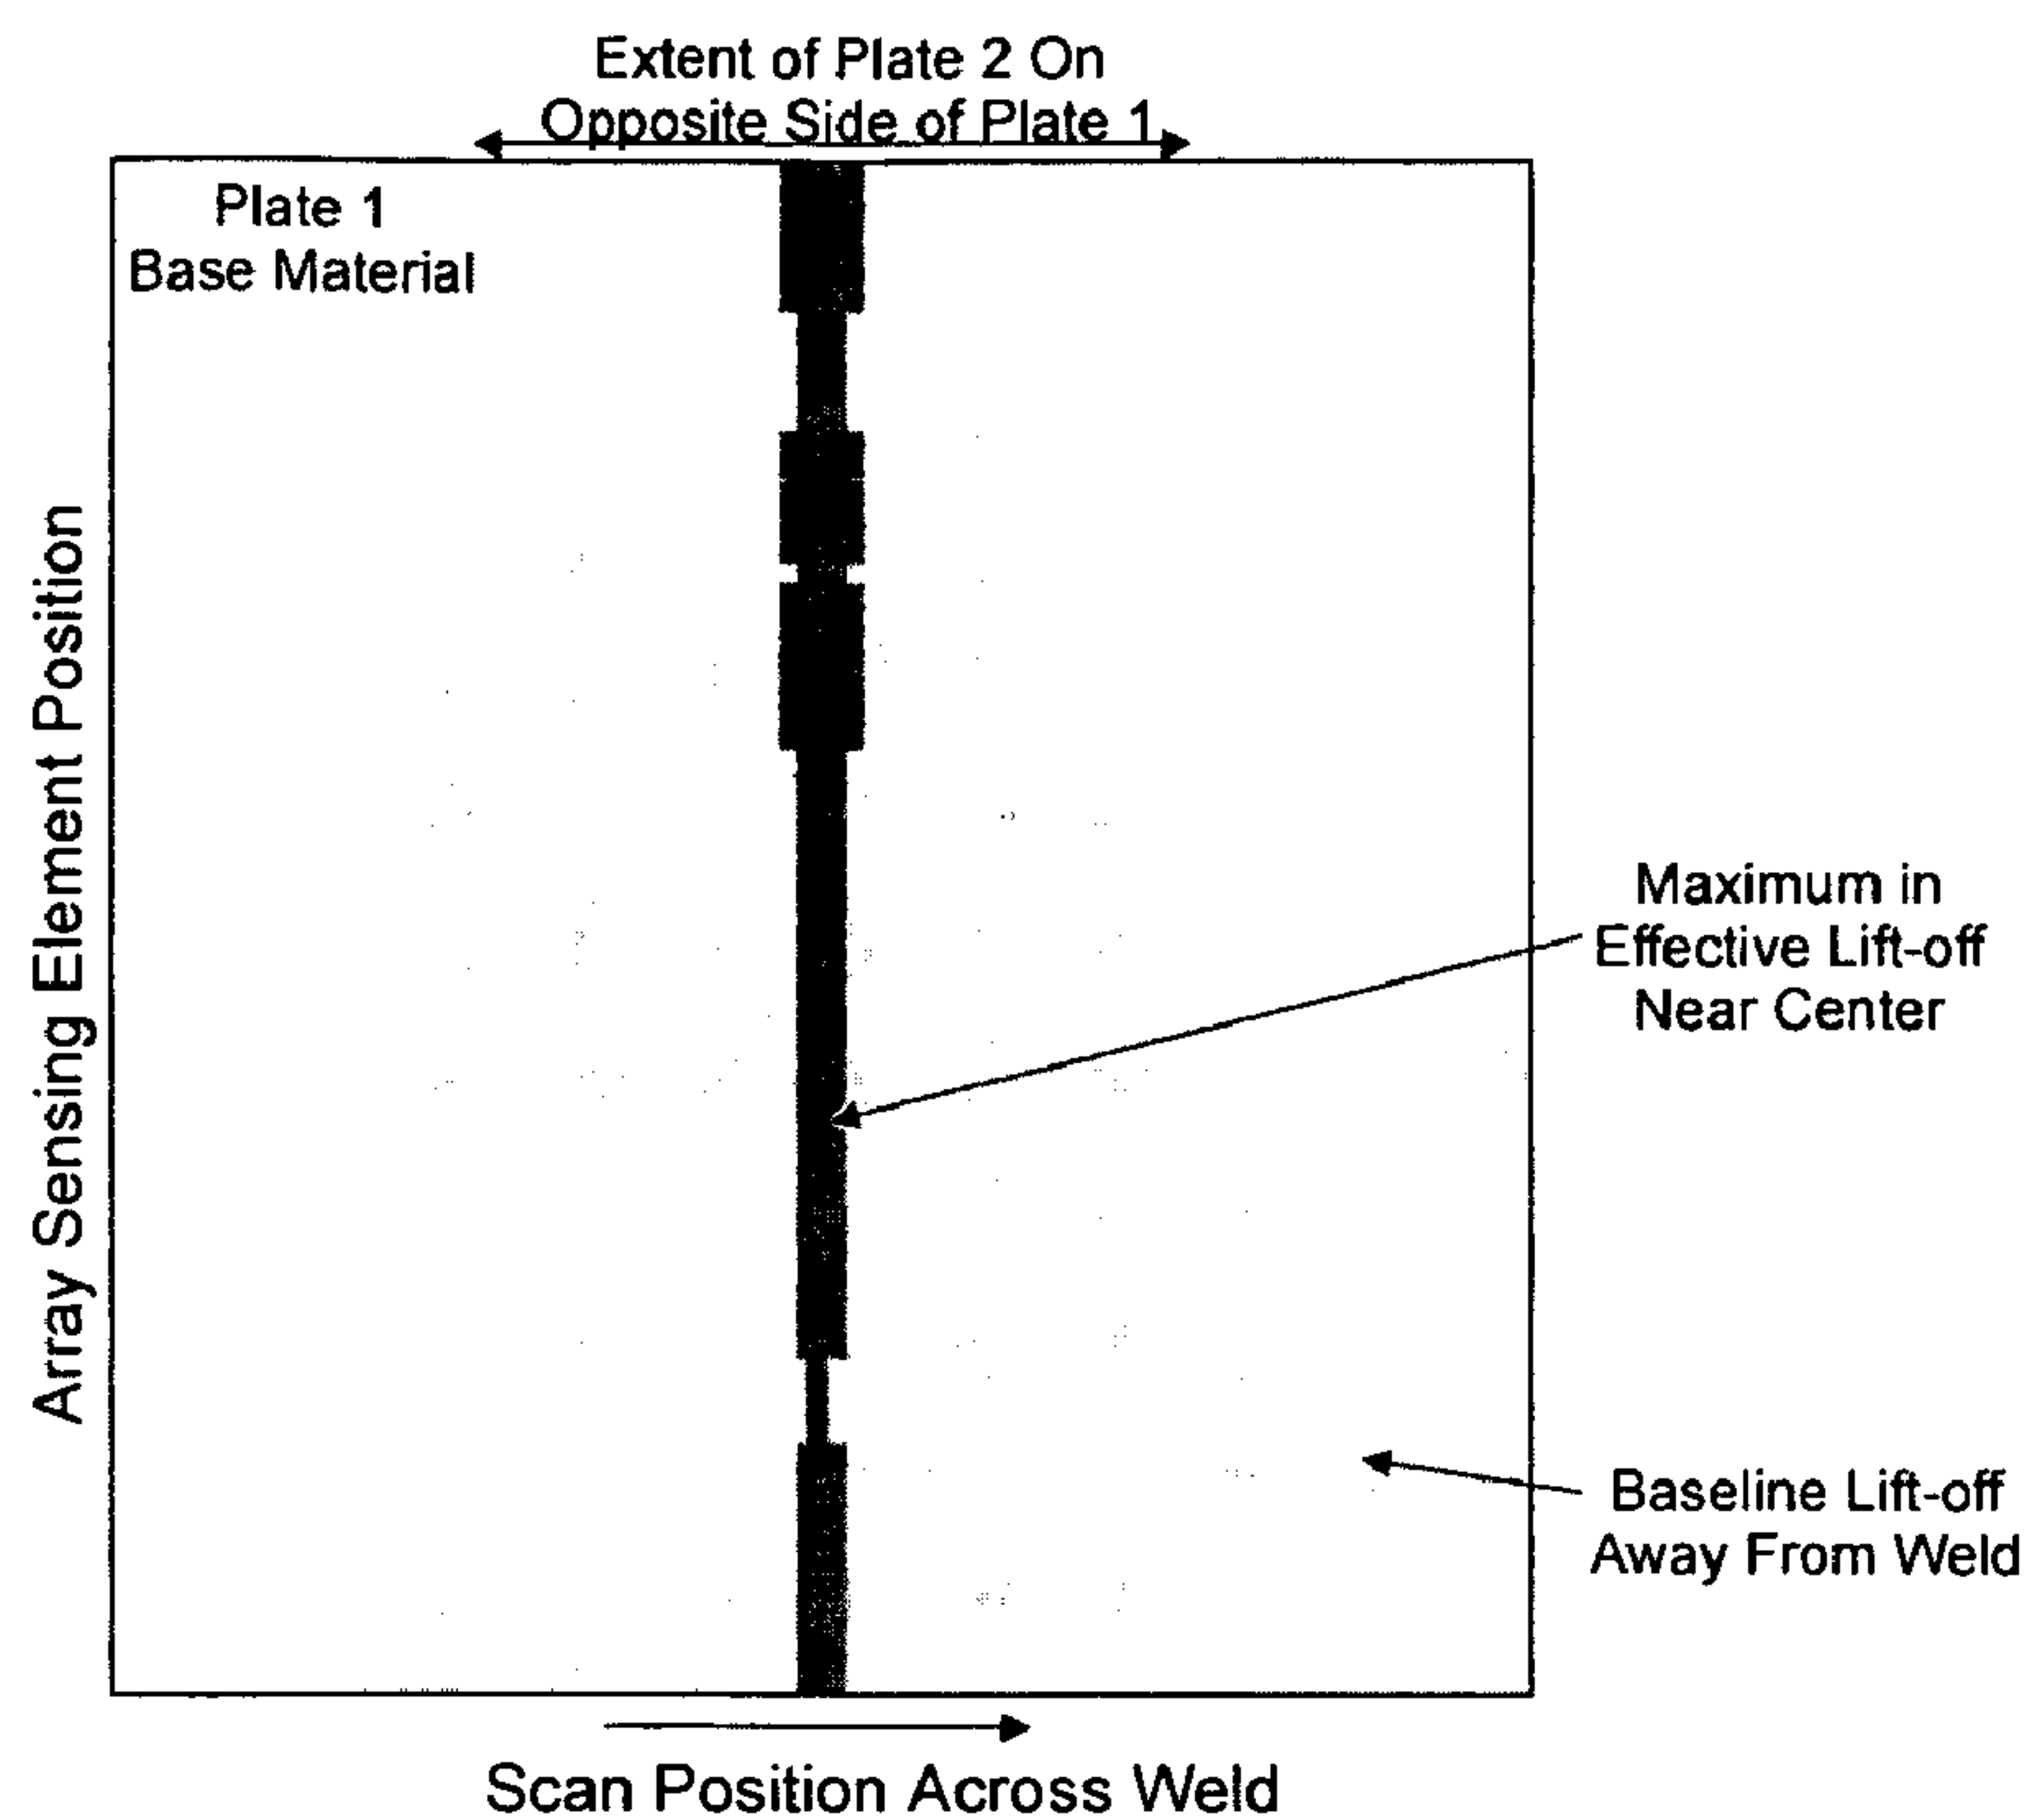 Extent of Plate 2 On
Opposite Side of Plate 1
Plate 1
Base Material
Array Sensing Element Position
Maximum in
Effective Lift-off
Near Center
Baseline Lift-off
Away From Weld
Scan Position Across Weld